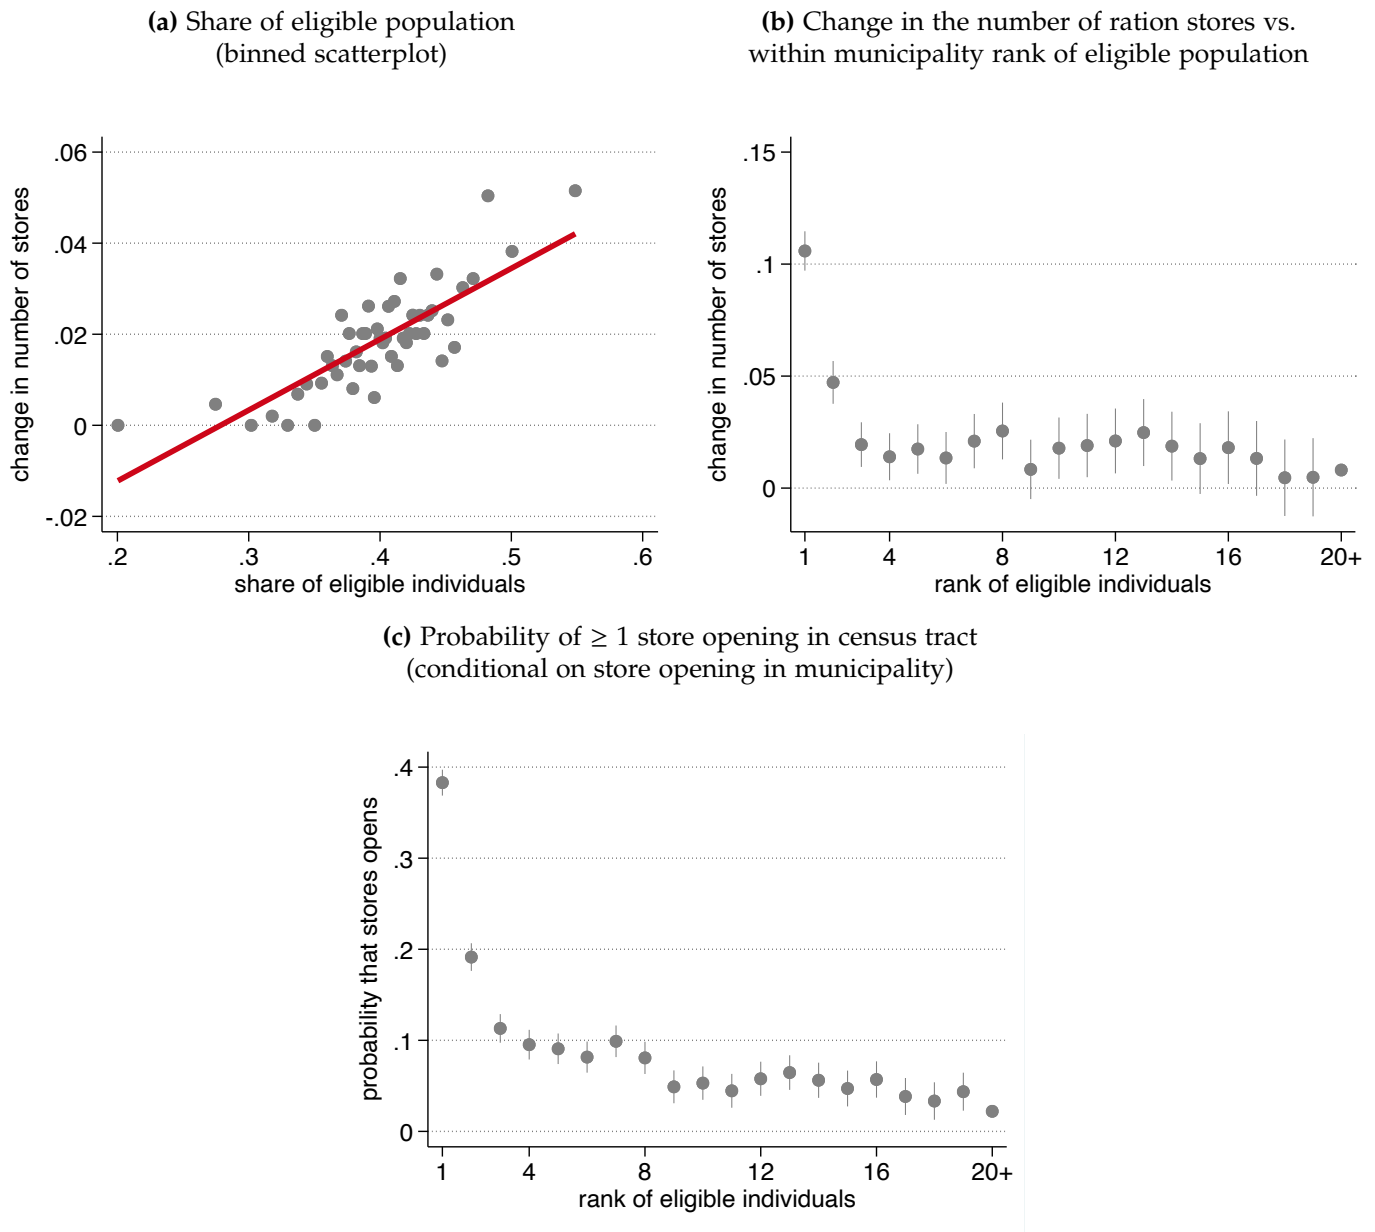 (a) Share of eligible population
(binned scatterplot)
.06
.04
.02
0
-.02
change in number of stores
.2 .3 .4 .5 .6
share of eligible individuals
(b) Change in the number of ration stores vs.
within municipality rank of eligible population
.15
.1
.05
0
change in number of stores
1 4 8 12 16 20+
rank of eligible individuals
(c) Probability of ≥ 1 store opening in census tract
(conditional on store opening in municipality)
.4
.3
.2
.1
0
probability that stores opens
1 4 8 12 16 20+
rank of eligible individuals